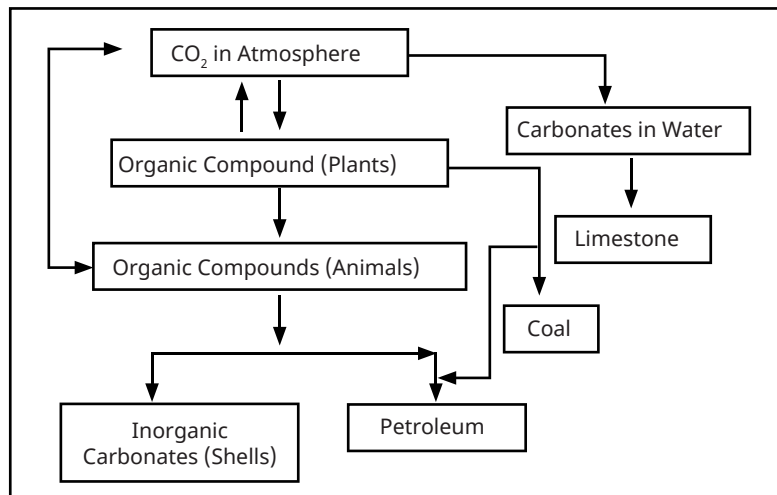 CO₂ in Atmosphere
Carbonates in Water
Organic Compound (Plants)
Limestone
Organic Compounds (Animals)
Coal
Inorganic
Carbonates (Shells)
Petroleum